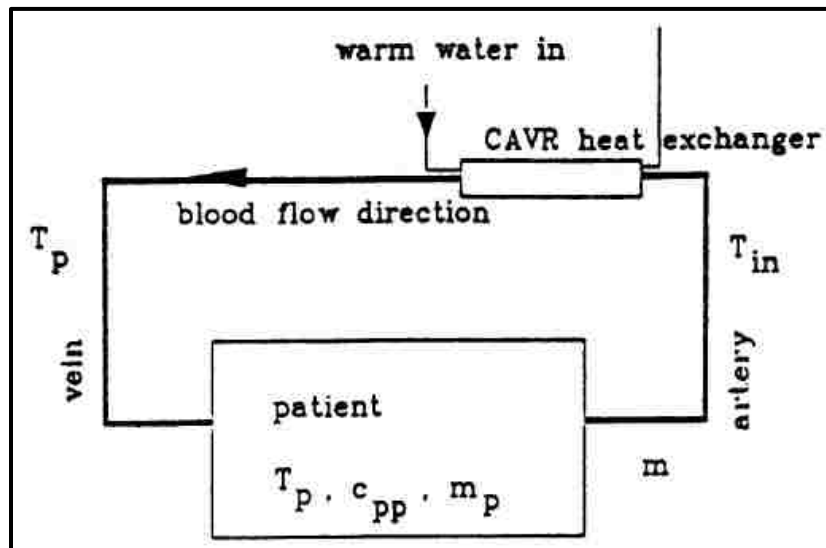 warm water in
CAVR heat exchanger
blood flow direction
T_p
T_in
vein
artery
patient
T_p , c_pp , m_p
m